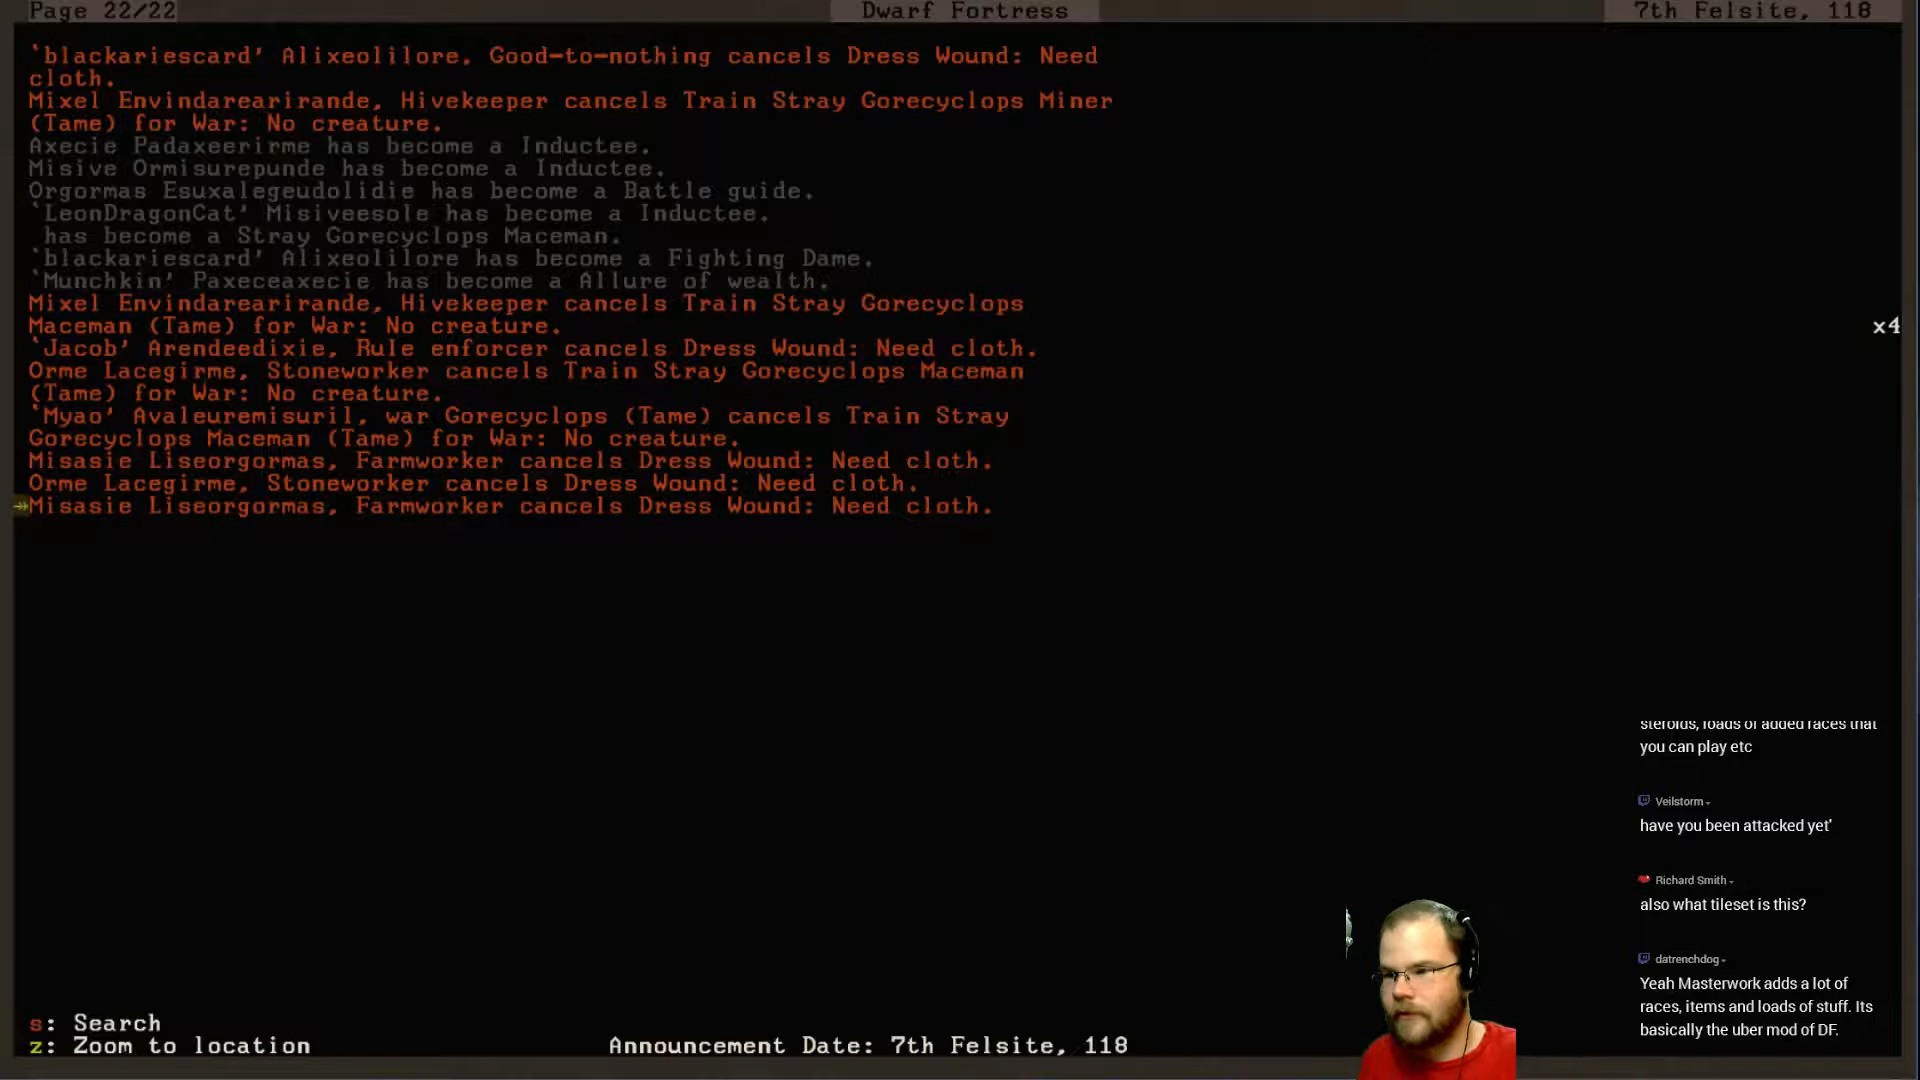 Page 22/22
Dwarf Fortress
7th Felsite, 118
`blackariescard' Alixeolilore, Good-to-nothing cancels Dress Wound: Need
cloth.
Mixel Envindarearirande, Hivekeeper cancels Train Stray Gorecyclops Miner
(Tame) for War: No creature.
Axecie Padaxeerirme has become a Inductee.
Misive Ormisurepunde has become a Inductee.
Orgormas Esuxalegeudolidie has become a Battle guide.
`LeonDragonCat' Misiveesole has become a Inductee.
has become a Stray Gorecyclops Maceman.
`blackariescard' Alixeolilore has become a Fighting Dame.
`Munchkin' Paxeceaxecie has become a Allure of wealth.
Mixel Envindarearirande, Hivekeeper cancels Train Stray Gorecyclops
Maceman (Tame) for War: No creature.
x4
`Jacob' Arendeedixie, Rule enforcer cancels Dress Wound: Need cloth.
Orme Lacegirme, Stoneworker cancels Train Stray Gorecyclops Maceman
(Tame) for War: No creature.
`Myao' Avaleuremisuril, war Gorecyclops (Tame) cancels Train Stray
Gorecyclops Maceman (Tame) for War: No creature.
Misasie Liseorgormas, Farmworker cancels Dress Wound: Need cloth.
Orme Lacegirme, Stoneworker cancels Dress Wound: Need cloth.
Misasie Liseorgormas, Farmworker cancels Dress Wound: Need cloth.
steroids, loads of added races that
you can play etc
Veilstorm
have you been attacked yet'
Richard Smith
also what tileset is this?
datrenchdog
Yeah Masterwork adds a lot of
races, items and loads of stuff. Its
basically the uber mod of DF.
s: Search
z: Zoom to location
Announcement Date: 7th Felsite, 118